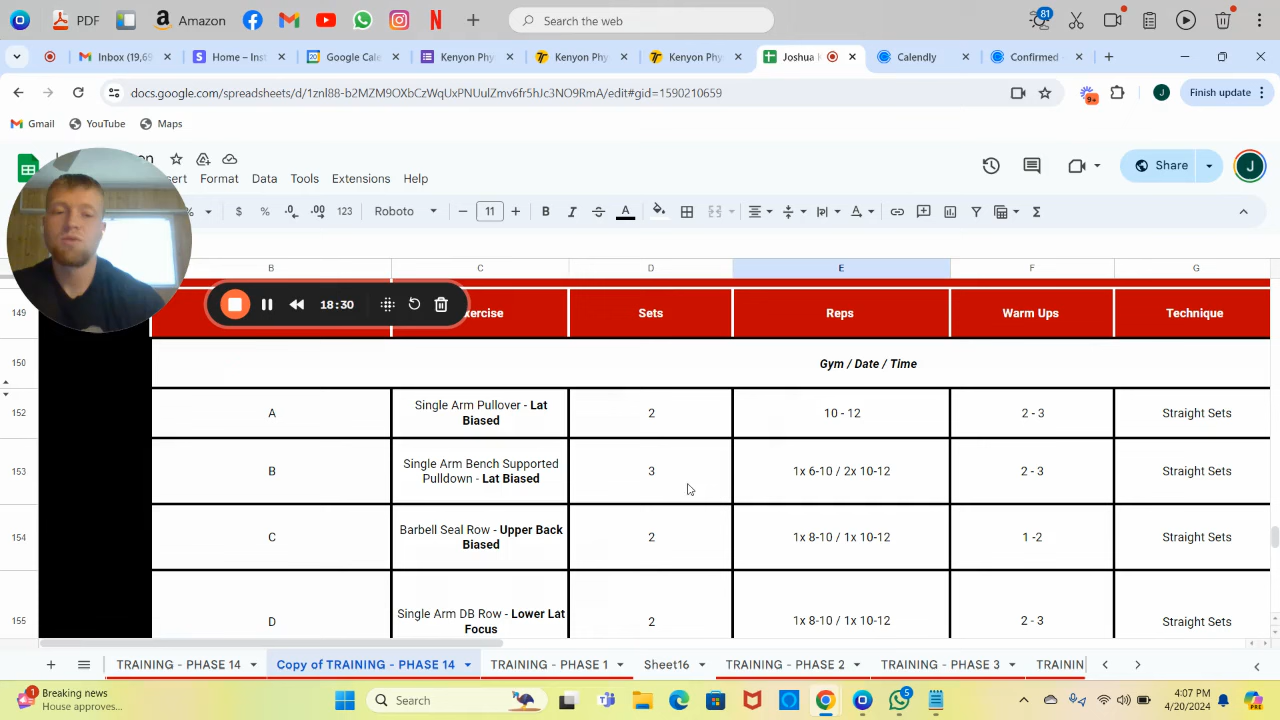 PDF
Amazon
Search the web
81
Inbox (19,69
Home – Inst
Google Cale
Kenyon Phy
Kenyon Phy
Kenyon Phy
Joshua
Calendly
Confirmed
docs.google.com/spreadsheets/d/1znl88-b2MZM9OXbCzWqUxPNUulZmv6fr5hJc3NO9RmA/edit#gid=1590210659
9+
J
Finish update
Gmail
YouTube
Maps
Format
Data
Tools
Extensions
Help
Share
J
%
$
%
.0
.00
123
Roboto
11
B
I
S
A
A
Σ
B
C
D
E
F
G
18:30
149
Sets
Reps
Warm Ups
Technique
150
Gym / Date / Time
152
A
Single Arm Pullover - Lat
Biased
2
10 - 12
2 - 3
Straight Sets
153
B
Single Arm Bench Supported
Pulldown - Lat Biased
3
1x 6-10 / 2x 10-12
2 - 3
Straight Sets
154
C
Barbell Seal Row - Upper Back
Biased
2
1x 8-10 / 1x 10-12
1 -2
Straight Sets
155
D
Single Arm DB Row - Lower Lat
Focus
2
1x 8-10 / 1x 10-12
2 - 3
Straight Sets
TRAINING - PHASE 14
Copy of TRAINING - PHASE 14
TRAINING - PHASE 1
Sheet16
TRAINING - PHASE 2
TRAINING - PHASE 3
TRAININ
1
Breaking news
House approves...
Search
5
4:07 PM
4/20/2024
PRE